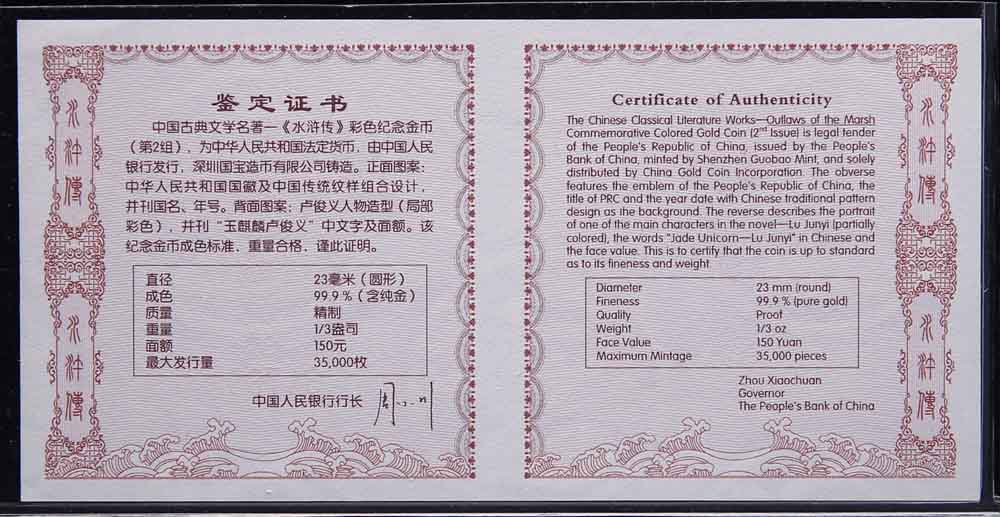 鉴定证书
中国古典文学名著—《水浒传》彩色纪念金币
（第2组），为中华人民共和国法定货币，由中国人民
银行发行，深圳国宝造币有限公司铸造。正面图案：
中华人民共和国国徽及中国传统纹样组合设计，
并刊国名、年号。背面图案：卢俊义人物造型（局部
彩色），并刊“玉麒麟卢俊义”中文字及面额。该
纪念金币成色标准、重量合格，谨此证明。
直径 23毫米（圆形）
成色 99.9％（含纯金）
质量 精制
重量 1/3盎司
面额 150元
最大发行量 35,000枚
中国人民银行行长
水浒傳
水浒傳
Certificate of Authenticity
The Chinese Classical Literature Works—Outlaws of the Marsh
Commemorative Colored Gold Coin (2nd Issue) is legal tender
of the People's Republic of China, issued by the People's
Bank of China, minted by Shenzhen Guobao Mint, and solely
distributed by China Gold Coin Incorporation. The obverse
features the emblem of the People's Republic of China, the
title of PRC and the year date with Chinese traditional pattern
design as the background. The reverse describes the portrait
of one of the main characters in the novel—Lu Junyi (partially
colored), the words "Jade Unicorn—Lu Junyi" in Chinese and
the face value. This is to certify that the coin is up to standard
as to its fineness and weight.
Diameter 23 mm (round)
Fineness 99.9 % (pure gold)
Quality Proof
Weight 1/3 oz
Face Value 150 Yuan
Maximum Mintage 35,000 pieces
Zhou Xiaochuan
Governor
The People's Bank of China
水浒傳
水浒傳